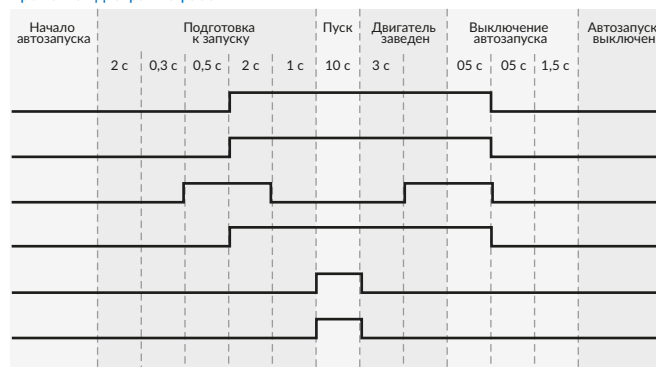 Начало автозапуска
Подготовка к запуску
Пуск
Двигатель заведен
Выключение автозапуска
Автозапуск выключен
2 с 0,3 с 0,5 с 2 с 1 с 10 с 3 с 05 с 05 с 1,5 с